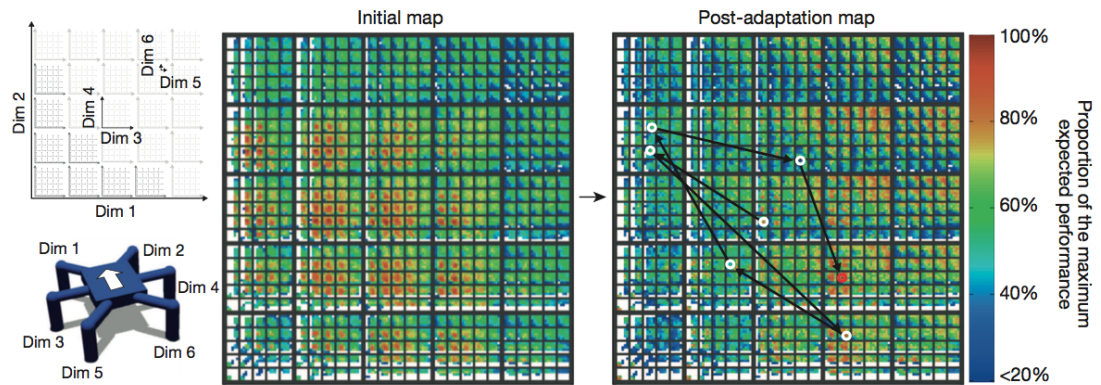 Initial map
Post-adaptation map
Dim 6
Dim 5
Dim 4
Dim 3
Dim 2
Dim 1
Dim 1
Dim 2
Dim 4
Dim 3
Dim 6
Dim 5
100%
80%
60%
40%
<20%
Proportion of the maximum
expected performance